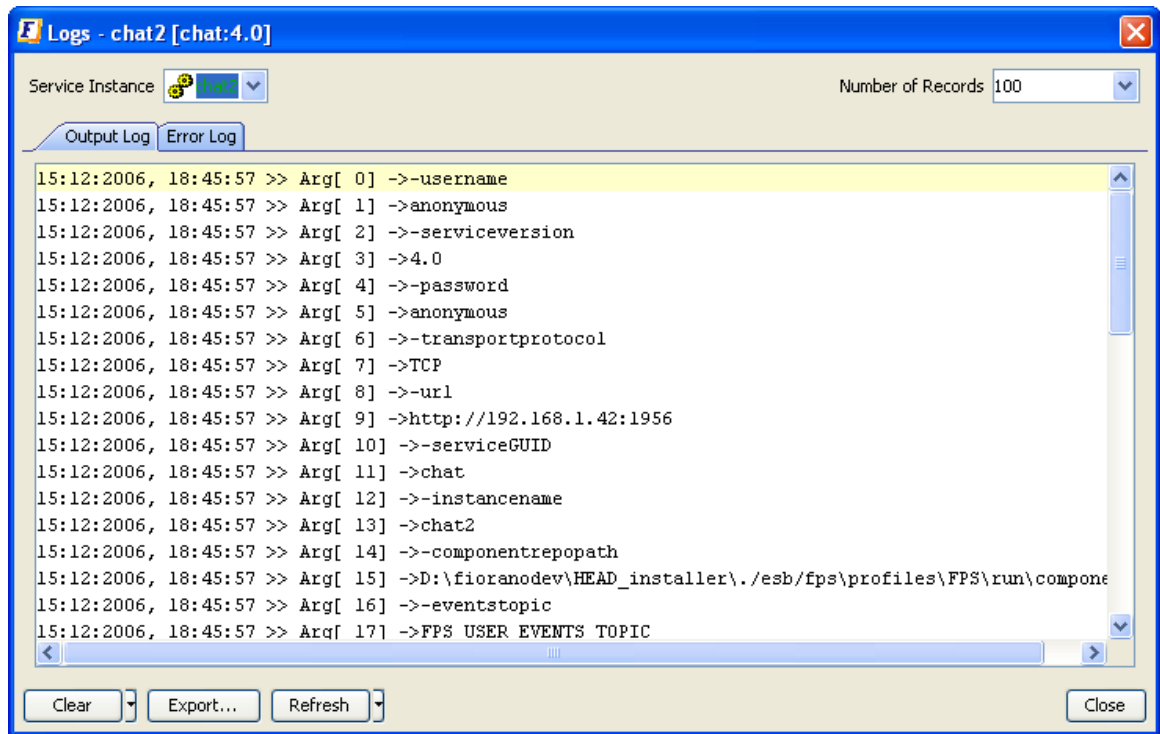 Logs - chat2 [chat:4.0]
Service Instance chat2 Number of Records 100
Output Log Error Log
15:12:2006, 18:45:57 >> Arg[ 0] ->-username
15:12:2006, 18:45:57 >> Arg[ 1] ->anonymous
15:12:2006, 18:45:57 >> Arg[ 2] ->-serviceversion
15:12:2006, 18:45:57 >> Arg[ 3] ->4.0
15:12:2006, 18:45:57 >> Arg[ 4] ->-password
15:12:2006, 18:45:57 >> Arg[ 5] ->anonymous
15:12:2006, 18:45:57 >> Arg[ 6] ->-transportprotocol
15:12:2006, 18:45:57 >> Arg[ 7] ->TCP
15:12:2006, 18:45:57 >> Arg[ 8] ->-url
15:12:2006, 18:45:57 >> Arg[ 9] ->http://192.168.1.42:1956
15:12:2006, 18:45:57 >> Arg[ 10] ->-serviceGUID
15:12:2006, 18:45:57 >> Arg[ 11] ->chat
15:12:2006, 18:45:57 >> Arg[ 12] ->-instancename
15:12:2006, 18:45:57 >> Arg[ 13] ->chat2
15:12:2006, 18:45:57 >> Arg[ 14] ->-componentrepopath
15:12:2006, 18:45:57 >> Arg[ 15] ->D:\fioranodev\HEAD_installer\./esb/fps\profiles\FPS\run\compone
15:12:2006, 18:45:57 >> Arg[ 16] ->-eventstopic
15:12:2006, 18:45:57 >> Arg[ 17] ->FPS_USER_EVENTS_TOPIC
Clear Export... Refresh Close